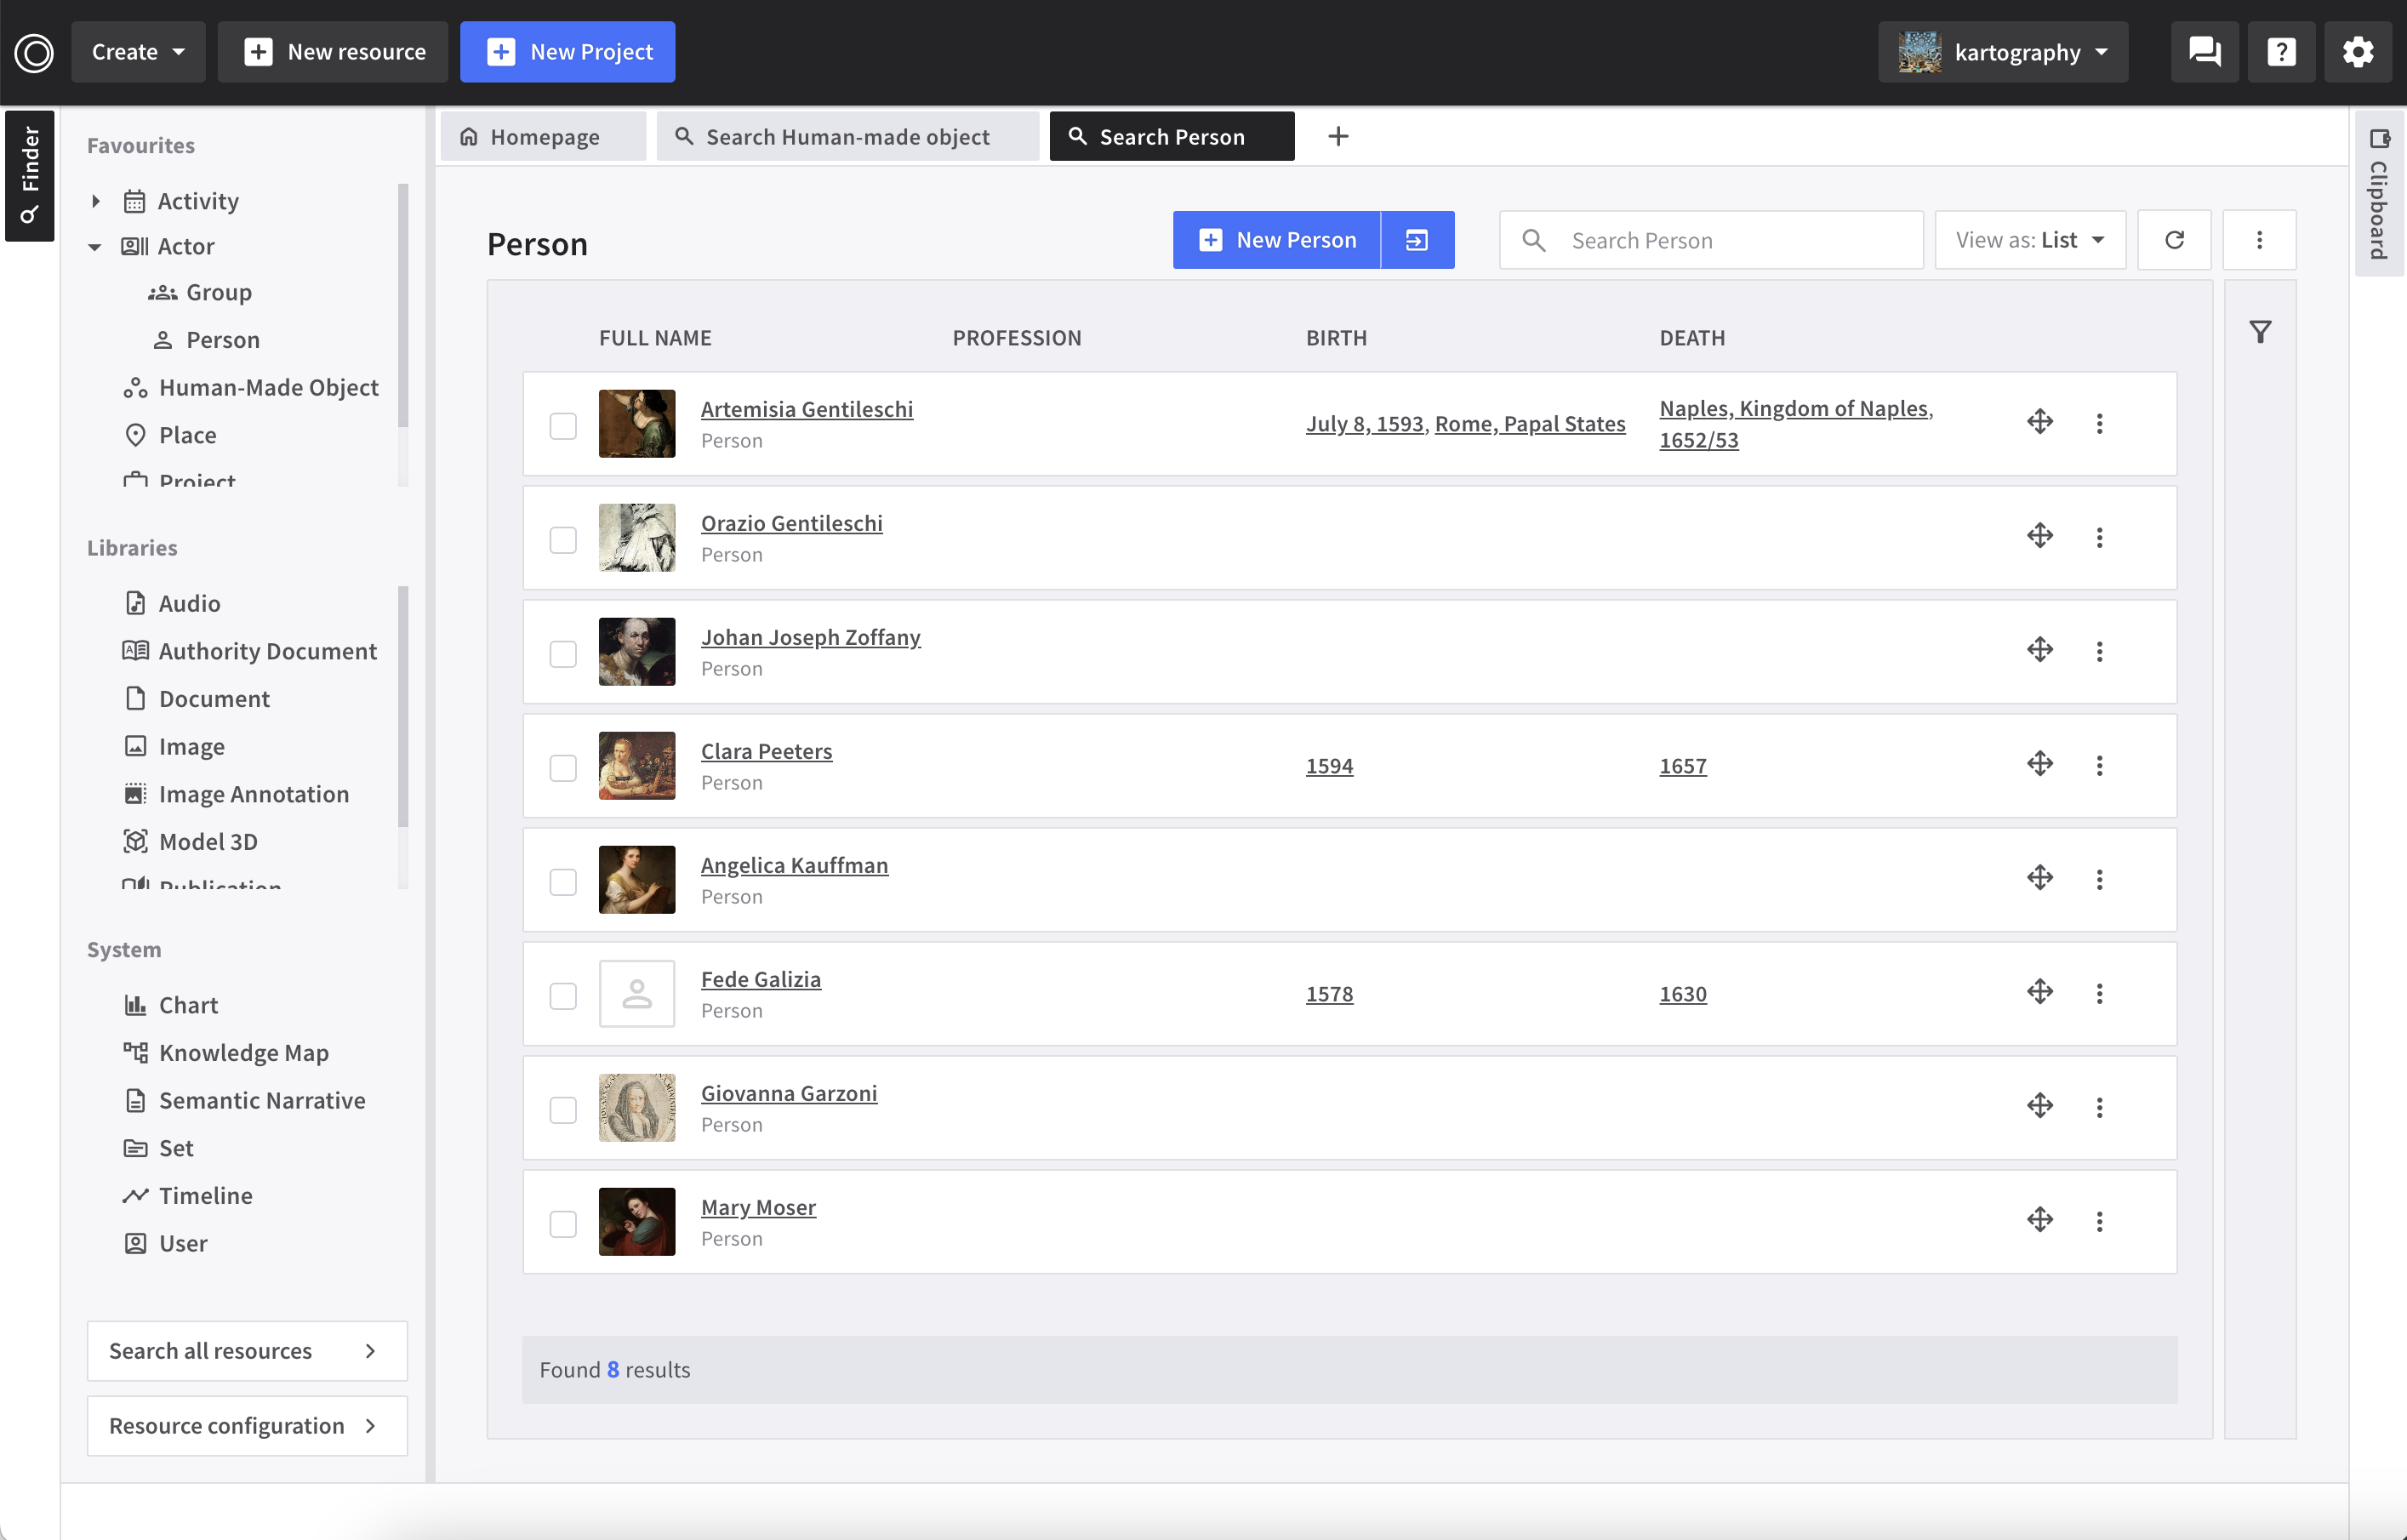 Create
New resource
New Project
kartography
Finder
Clipboard
Favourites
Activity
Actor
Group
Person
Human-Made Object
Place
Project
Libraries
Audio
Authority Document
Document
Image
Image Annotation
Model 3D
Publication
System
Chart
Knowledge Map
Semantic Narrative
Set
Timeline
User
Search all resources
Resource configuration
Homepage
Search Human-made object
Search Person
Person
New Person
Search Person
View as: List
FULL NAME PROFESSION BIRTH DEATH
Artemisia Gentileschi
Person
July 8, 1593, Rome, Papal States
Naples, Kingdom of Naples,
1652/53
Orazio Gentileschi
Person
Johan Joseph Zoffany
Person
Clara Peeters
Person
1594
1657
Angelica Kauffman
Person
Fede Galizia
Person
1578
1630
Giovanna Garzoni
Person
Mary Moser
Person
Found 8 results